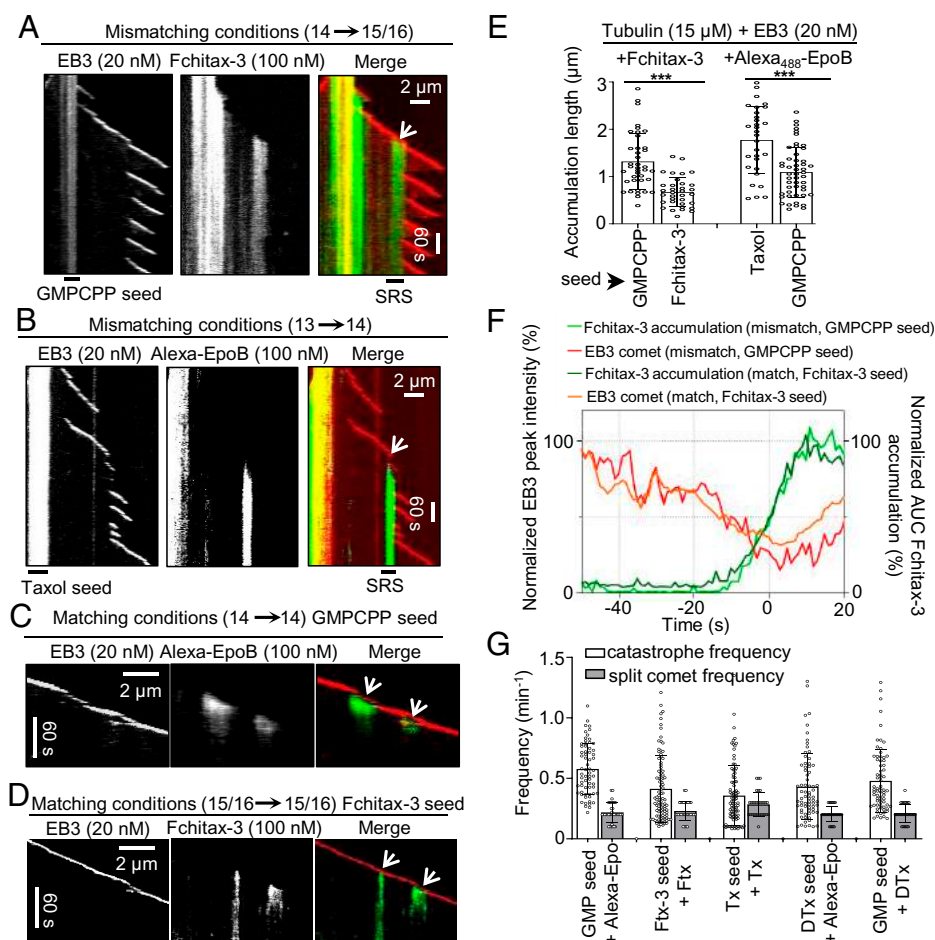 A
Mismatching conditions (14 → 15/16)
EB3 (20 nM) Fchitax-3 (100 nM) Merge
2 μm
60 s
GMPCPP seed
SRS
B
Mismatching conditions (13 → 14)
EB3 (20 nM) Alexa-EpoB (100 nM) Merge
2 μm
60 s
Taxol seed
SRS
C
Matching conditions (14 → 14) GMPCPP seed
EB3 (20 nM) Alexa-EpoB (100 nM) Merge
2 μm
60 s
D
Matching conditions (15/16 → 15/16) Fchitax-3 seed
EB3 (20 nM) Fchitax-3 (100 nM) Merge
2 μm
60 s
E
Tubulin (15 μM) + EB3 (20 nM)
+Fchitax-3 +Alexa488-EpoB
*** ***
Accumulation length (μm)
3
2
1
0
seed
GMPCPP
Fchitax-3
Taxol
GMPCPP
F
Fchitax-3 accumulation (mismatch, GMPCPP seed)
EB3 comet (mismatch, GMPCPP seed)
Fchitax-3 accumulation (match, Fchitax-3 seed)
EB3 comet (match, Fchitax-3 seed)
Normalized EB3 peak intensity (%)
100
0
Normalized AUC Fchitax-3
accumulation (%)
100
0
-40 -20 0 20
Time (s)
G
catastrophe frequency
split comet frequency
Frequency (min⁻¹)
1.5
1.0
0.5
0
GMP seed
+ Alexa-Epo
Ftx-3 seed
+ Ftx
Tx seed
+ Tx
DTx seed
+ Alexa-Epo
GMP seed
+ DTx